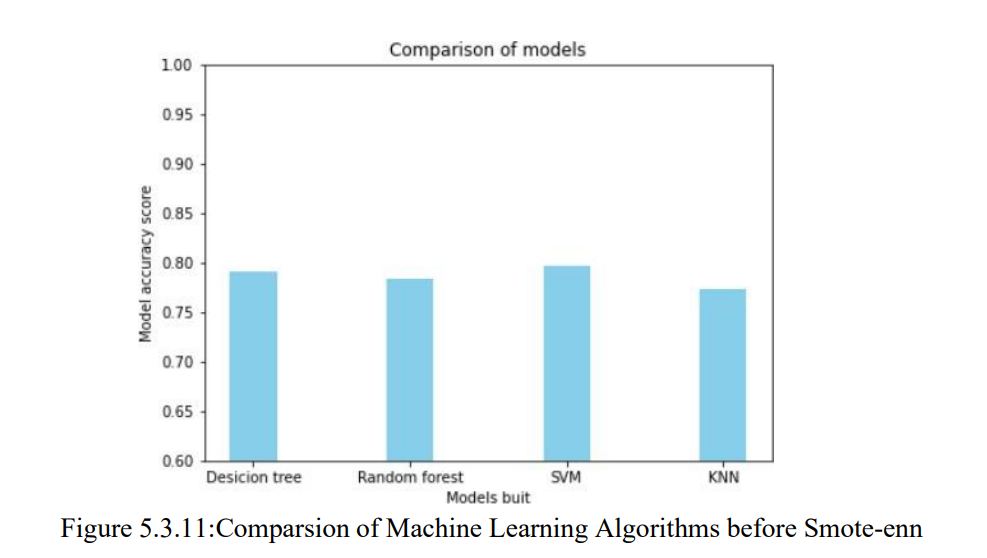 Comparison of models
1.00
0.95
0.90
0.85
0.80
0.75
0.70
0.65
0.60
Model accuracy score
Desicion tree Random forest SVM KNN
Models buit
Figure 5.3.11:Comparsion of Machine Learning Algorithms before Smote-enn